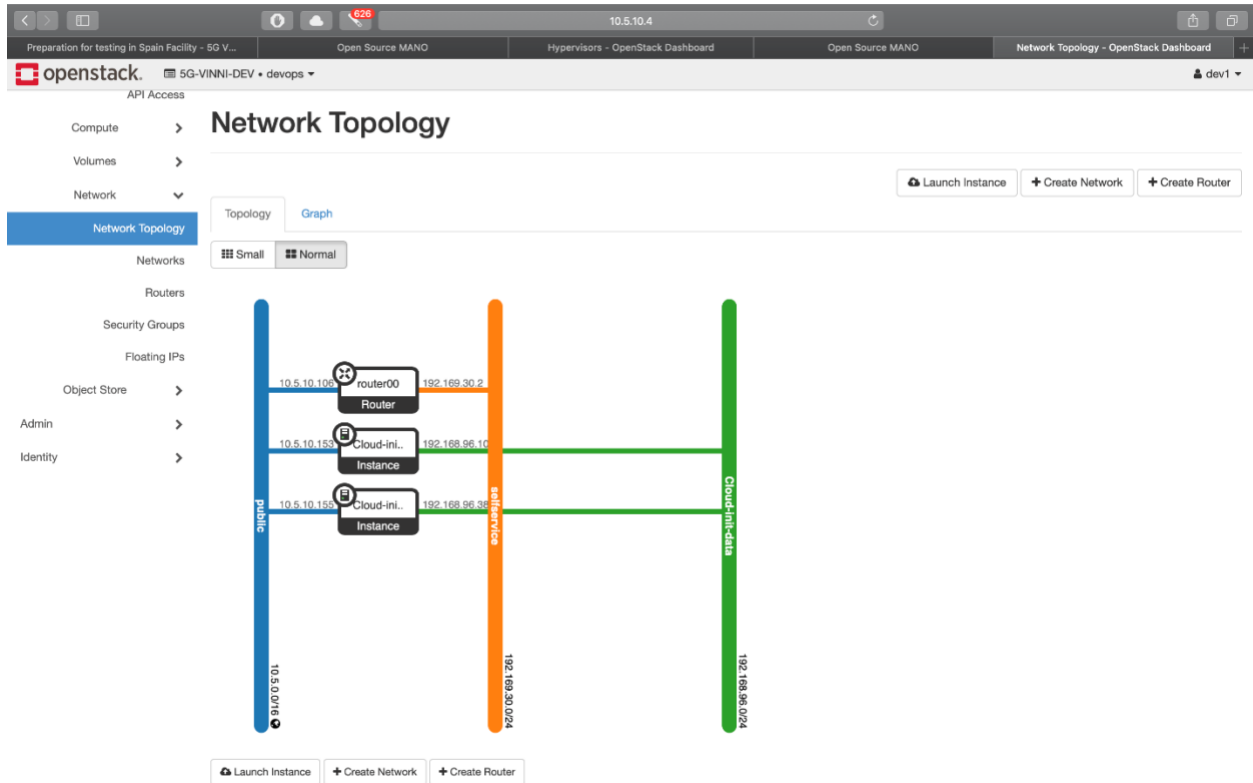 626
10.5.10.4
Preparation for testing in Spain Facility - 5G V...
Open Source MANO
Hypervisors - OpenStack Dashboard
Open Source MANO
Network Topology - OpenStack Dashboard
openstack.
5G-VINNI-DEV • devops
dev1
API Access
Compute
Volumes
Network
Network Topology
Networks
Routers
Security Groups
Floating IPs
Object Store
Admin
Identity
Network Topology
Launch Instance
+ Create Network
+ Create Router
Topology
Graph
Small
Normal
10.5.10.106
router00
Router
192.169.30.2
10.5.10.153
Cloud-ini..
Instance
192.168.96.10
10.5.10.155
Cloud-ini..
Instance
192.168.96.38
public
10.5.0.0/16
selfservice
192.169.30.0/24
Cloud-init-data
192.168.96.0/24
Launch Instance
+ Create Network
+ Create Router